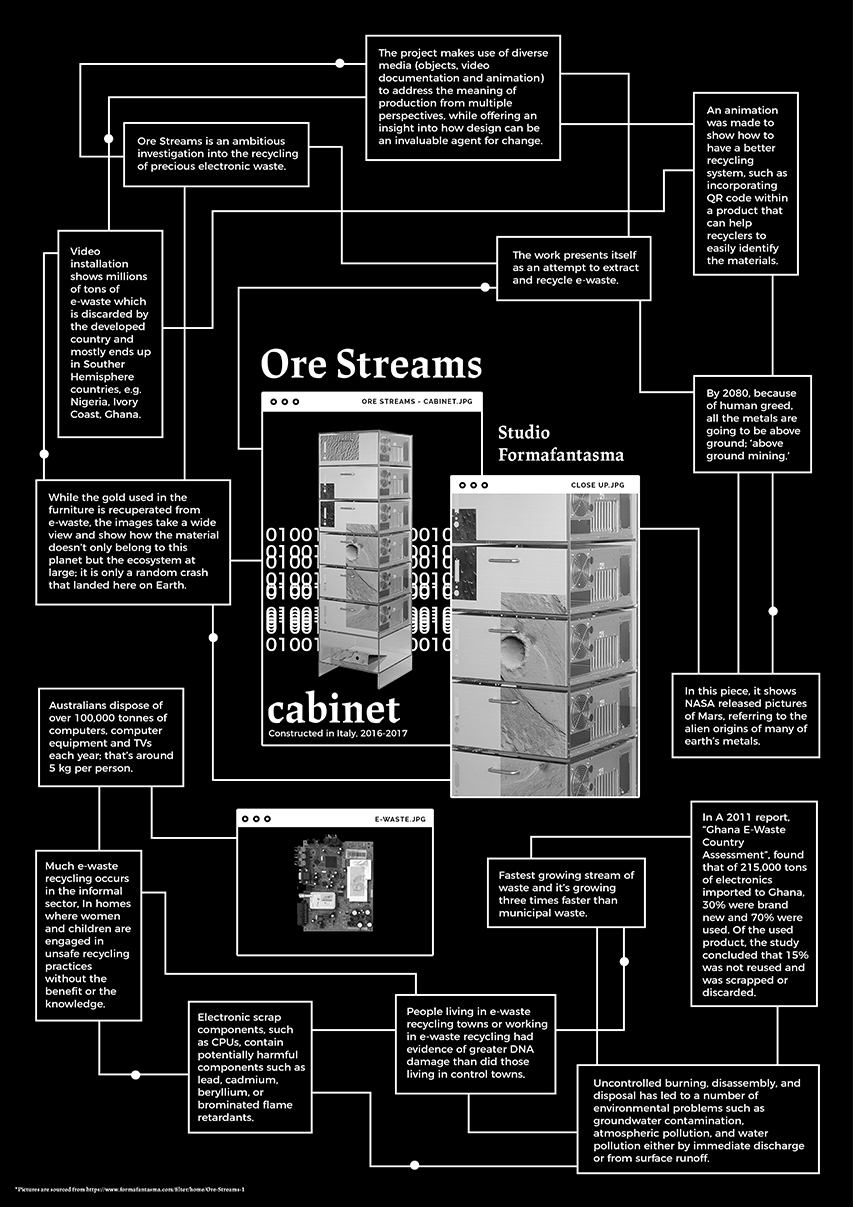 The project makes use of diverse
media (objects, video
documentation and animation)
to address the meaning of
production from multiple
perspectives, while offering an
insight into how design can be
an invaluable agent for change.
An animation
was made to
show how to
have a better
recycling
system, such as
incorporating
QR code within
a product that
can help
recyclers to
easily identify
the materials.
Ore Streams is an ambitious
investigation into the recycling
of precious electronic waste.
Video
installation
shows millions
of tons of
e-waste which
is discarded by
the developed
country and
mostly ends up
in Souther
Hemisphere
countries, e.g.
Nigeria, Ivory
Coast, Ghana.
The work presents itself
as an attempt to extract
and recycle e-waste.
Ore Streams
ORE STREAMS - CABINET.JPG
Studio
Formafantasma
By 2080, because
of human greed,
all the metals are
going to be above
ground; 'above
ground mining.'
CLOSE UP.JPG
While the gold used in the
furniture is recuperated from
e-waste, the images take a wide
view and show how the material
doesn't only belong to this
planet but the ecosystem at
large; it is only a random crash
that landed here on Earth.
01001 0010
01001 0010
01001 0010
01001 0010
01001 0010
01001 0010
cabinet
Constructed in Italy, 2016-2017
In this piece, it shows
NASA released pictures
of Mars, referring to the
alien origins of many of
earth's metals.
Australians dispose of
over 100,000 tonnes of
computers, computer
equipment and TVs
each year; that's around
5 kg per person.
E-WASTE.JPG
In A 2011 report,
"Ghana E-Waste
Country
Assessment", found
that of 215,000 tons
of electronics
imported to Ghana,
30% were brand
new and 70% were
used. Of the used
product, the study
concluded that 15%
was not reused and
was scrapped or
discarded.
Much e-waste
recycling occurs
in the informal
sector, In homes
where women
and children are
engaged in
unsafe recycling
practices
without the
benefit or the
knowledge.
Fastest growing stream of
waste and it's growing
three times faster than
municipal waste.
Electronic scrap
components, such
as CPUs, contain
potentially harmful
components such as
lead, cadmium,
beryllium, or
brominated flame
retardants.
People living in e-waste
recycling towns or working
in e-waste recycling had
evidence of greater DNA
damage than did those
living in control towns.
Uncontrolled burning, disassembly, and
disposal has led to a number of
environmental problems such as
groundwater contamination,
atmospheric pollution, and water
pollution either by immediate discharge
or from surface runoff.
*Pictures are sourced from https://www.formafantasma.com/filter/home/Ore-Streams-1